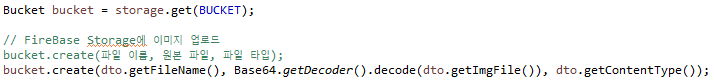 Bucket bucket = storage.get(BUCKET);
// FireBase Storage에 이미지 업로드
bucket.create(파일 이름, 원본 파일, 파일 타입);
bucket.create(dto.getFileName(), Base64.getDecoder().decode(dto.getImgFile()), dto.getContentType());